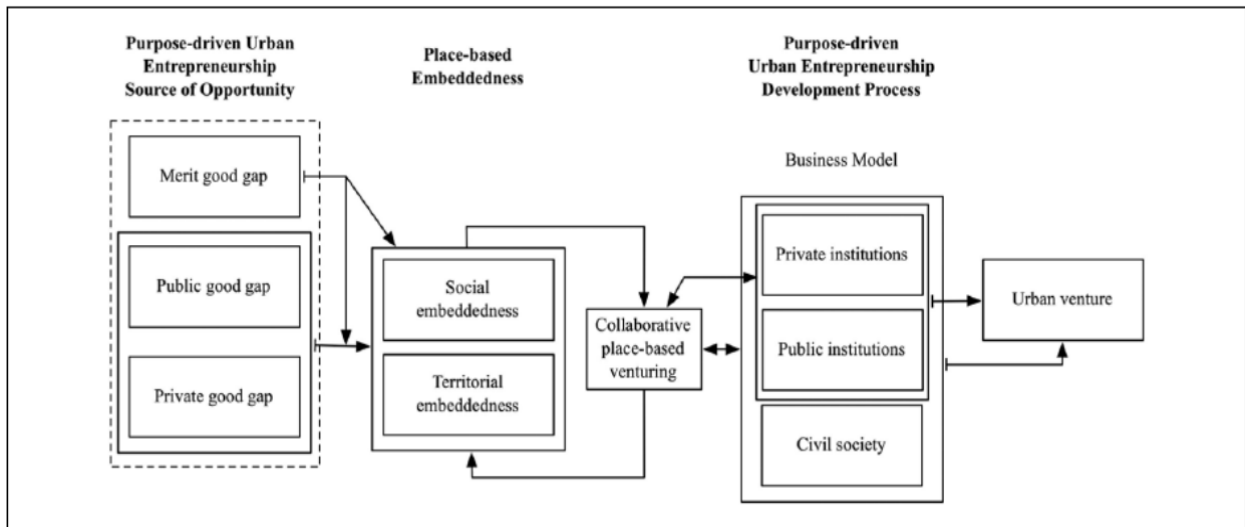 Purpose-driven Urban
Entrepreneurship
Source of Opportunity
Place-based
Embeddedness
Purpose-driven
Urban Entrepreneurship
Development Process
Business Model
Merit good gap
Public good gap
Private good gap
Social
embeddedness
Territorial
embeddedness
Collaborative
place-based
venturing
Private institutions
Public institutions
Civil society
Urban venture